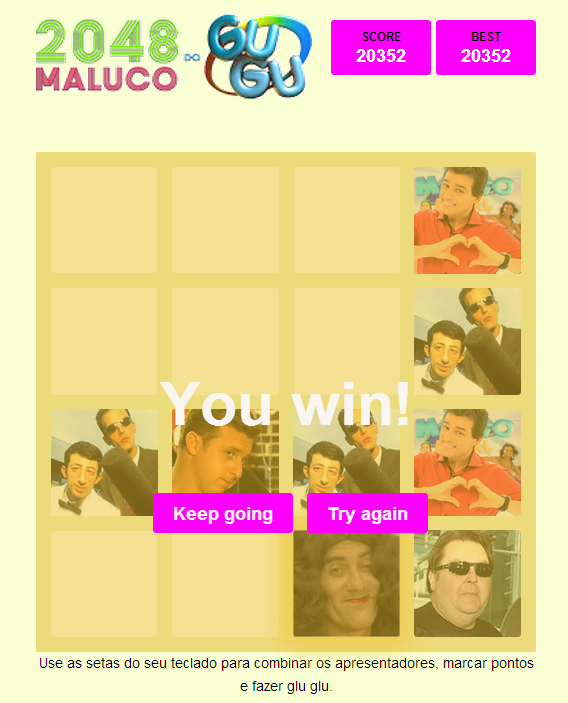 2048
MALUCO
DO
GU
GU
SCORE
20352
BEST
20352
You win!
Keep going
Try again
Use as setas do seu teclado para combinar os apresentadores, marcar pontos
e fazer glu glu.